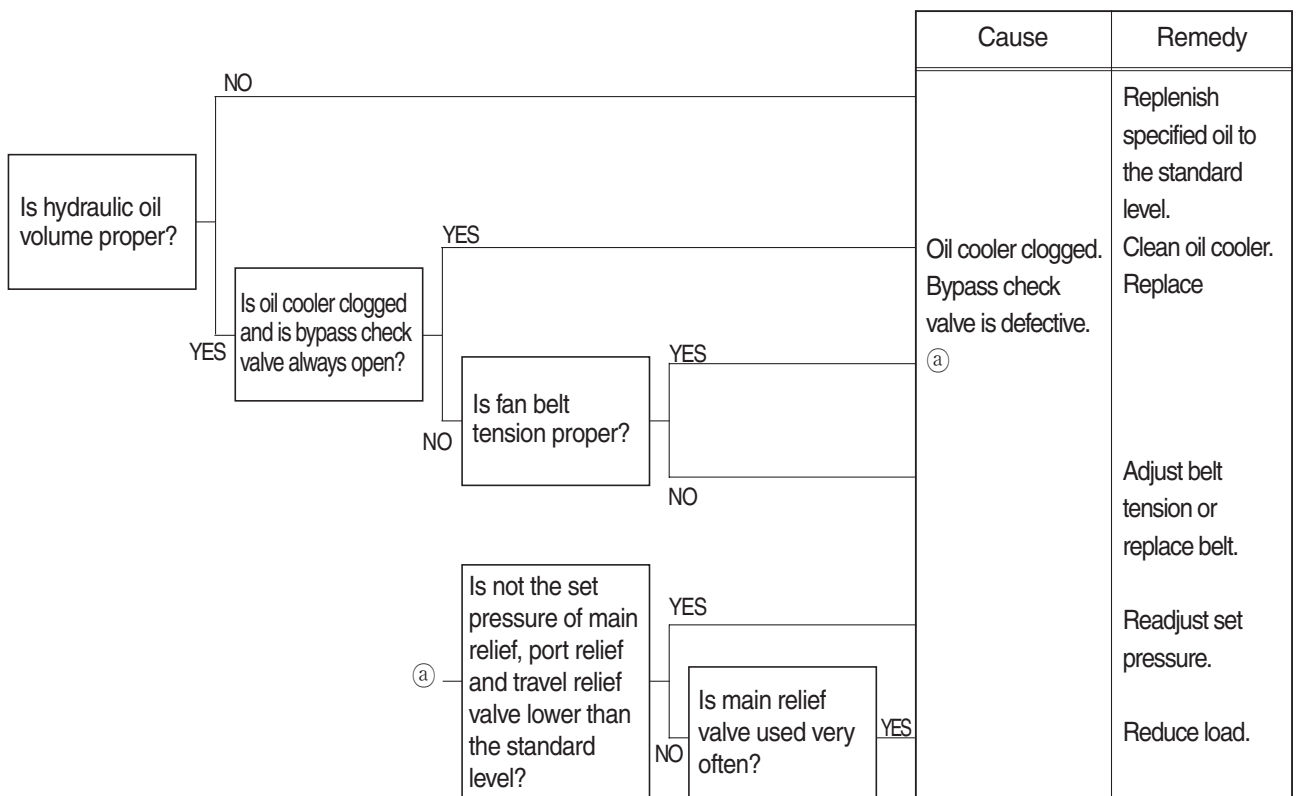 Cause
Remedy
NO
Replenish
specified oil to
the standard
level.
Is hydraulic oil
volume proper?
YES
Oil cooler clogged.
Clean oil cooler.
Bypass check
Replace
valve is defective.
Is oil cooler clogged
and is bypass check
valve always open?
YES
YES
ⓐ
Is fan belt
tension proper?
NO
NO
Adjust belt
tension or
replace belt.
ⓐ
Is not the set
pressure of main
relief, port relief
and travel relief
valve lower than
the standard
level?
YES
Readjust set
pressure.
NO
Is main relief
valve used very
often?
YES
Reduce load.